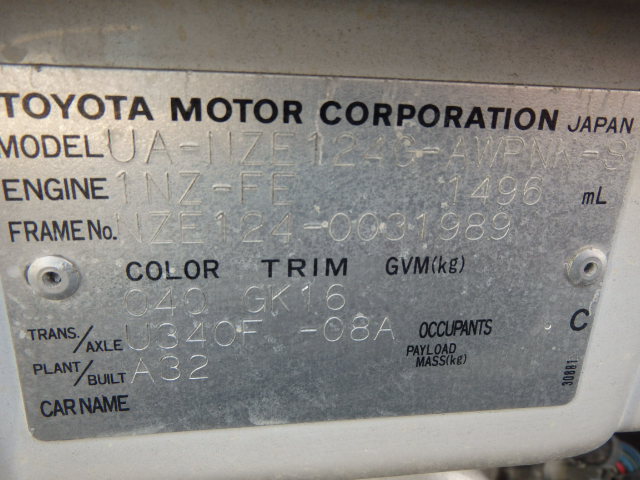 TOYOTA MOTOR CORPORATION JAPAN
MODEL UA-NZE124G-AWPNK-9
ENGINE 1NZ-FE 1496 mL
FRAME No. NZE124-0031989
COLOR TRIM GVM(kg)
040 GK16
TRANS./AXLE U340F -08A OCCUPANTS C
PAYLOAD MASS(kg)
PLANT/BUILT A32
30881
CAR NAME